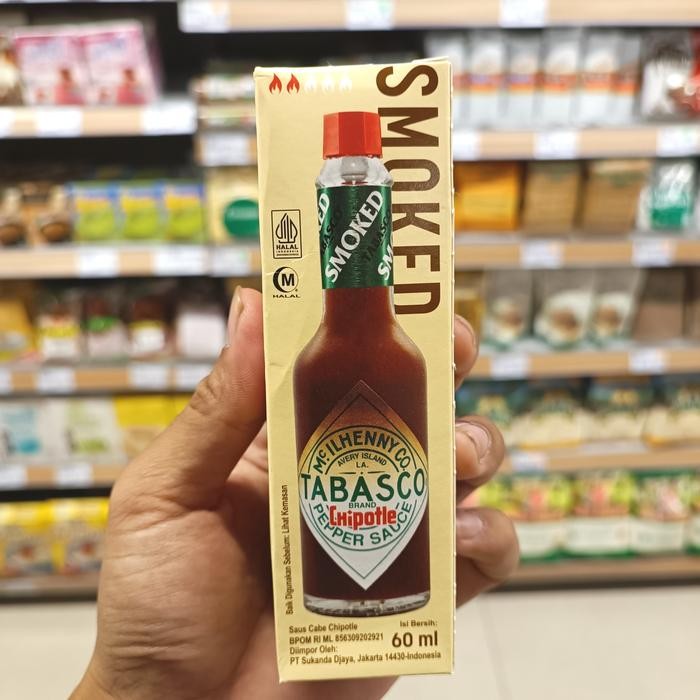 SMOKED
SMOKED
TABASCO
HALAL
INDONESIA
M
HALAL
McILHENNY CO.
AVERY ISLAND
LA.
TABASCO
BRAND
CHIPOTLE
PEPPER SAUCE
Baik Digunakan Sebelum: Lihat Kemasan
Saus Cabe Chipotle
BPOM RI ML 856309202921
Diimpor Oleh:
PT Sukanda Djaya, Jakarta 14430-Indonesia
Isi Bersih:
60 ml